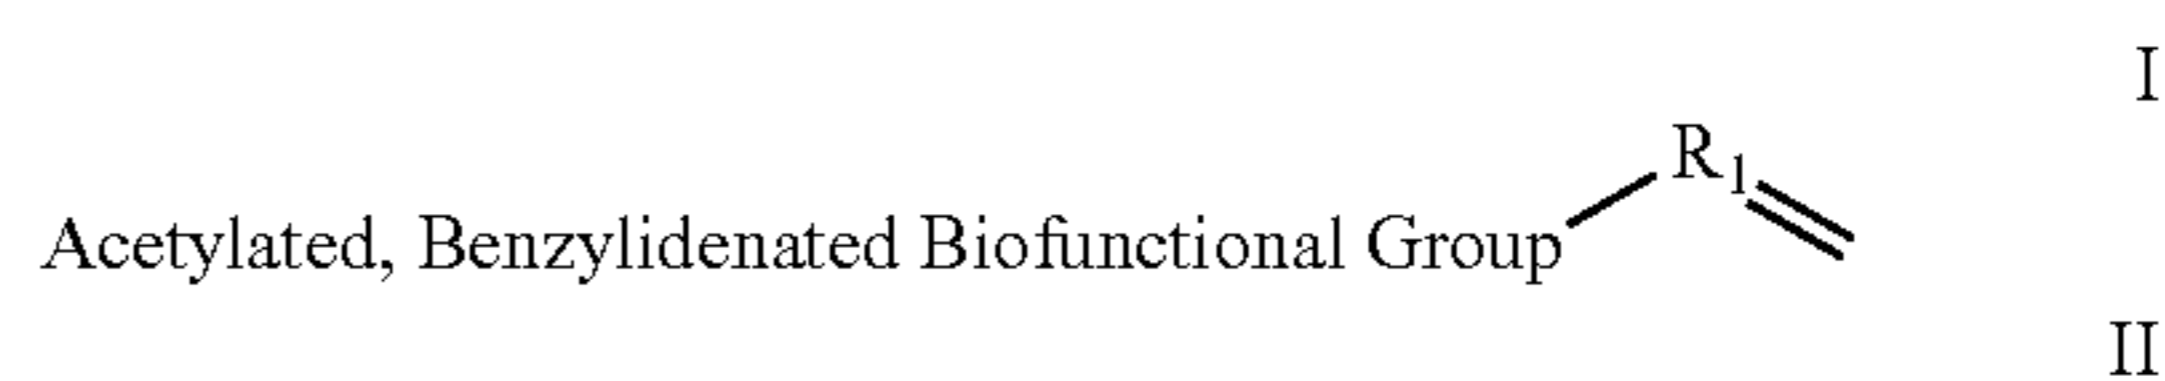 I
R1
Acetylated, Benzylidenated Biofunctional Group
II